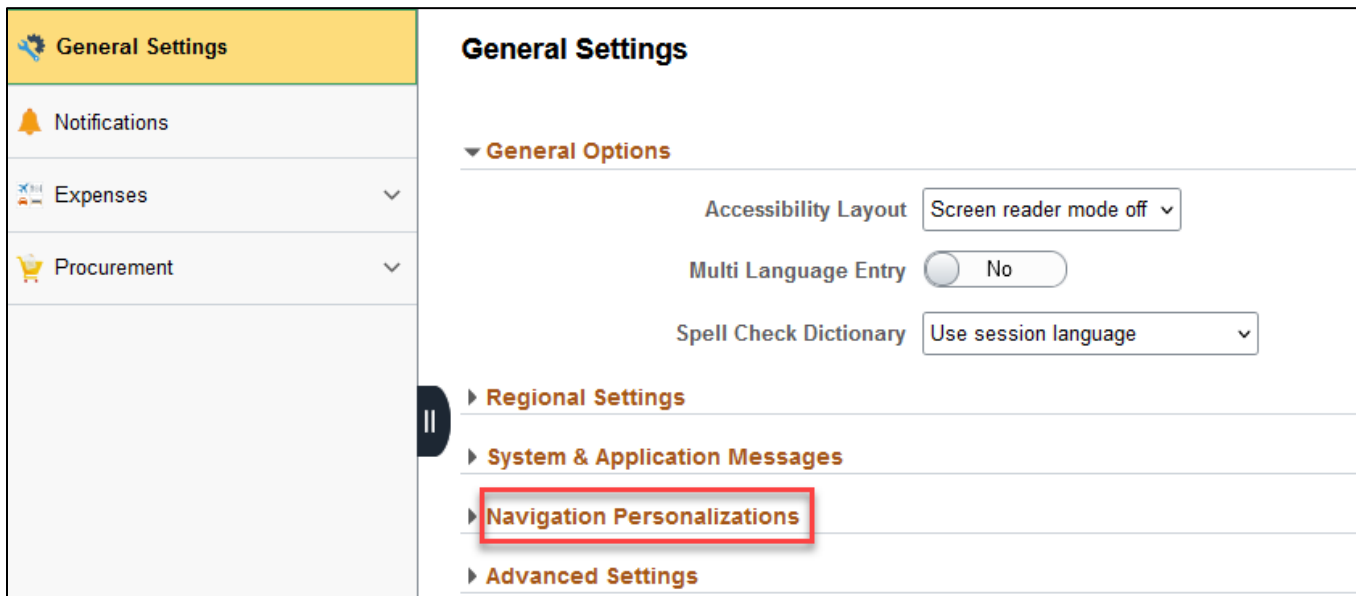 General Settings
Notifications
Expenses
Procurement
General Settings
General Options
Accessibility Layout Screen reader mode off
Multi Language Entry No
Spell Check Dictionary Use session language
Regional Settings
System & Application Messages
Navigation Personalizations
Advanced Settings